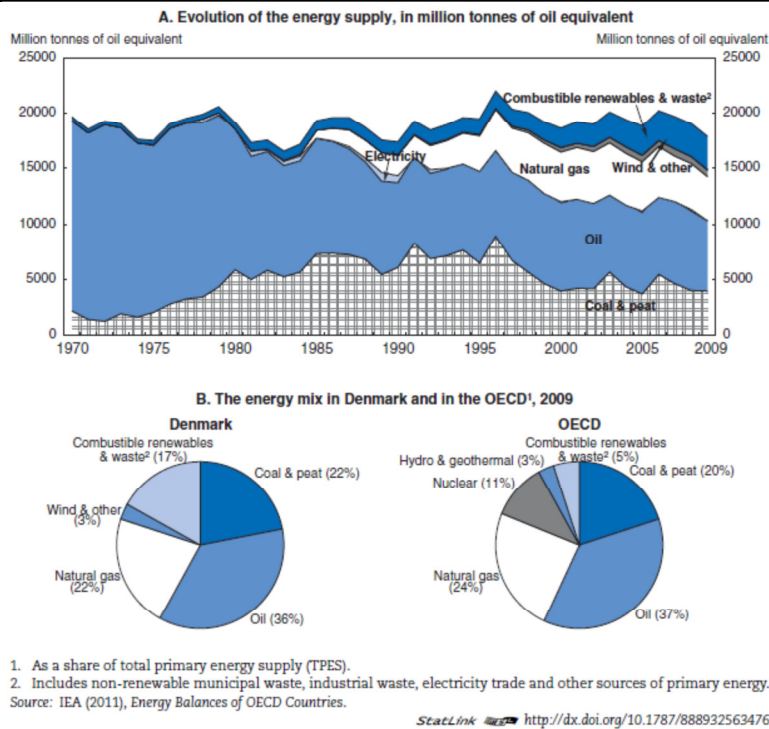 A. Evolution of the energy supply, in million tonnes of oil equivalent
Million tonnes of oil equivalent
Million tonnes of oil equivalent
25000
25000
20000
20000
Combustible renewables & waste²
Electricity
Natural gas
Wind & other
15000
15000
10000
10000
Oil
5000
5000
Coal & peat
0
0
1970
1975
1980
1985
1990
1995
2000
2005
2009
B. The energy mix in Denmark and in the OECD¹, 2009
Denmark
Combustible renewables
& waste² (17%)
Coal & peat (22%)
Wind & other
(3%)
Natural gas
(22%)
Oil (36%)
OECD
Combustible renewables
& waste² (5%)
Hydro & geothermal (3%)
Coal & peat (20%)
Nuclear (11%)
Natural gas
(24%)
Oil (37%)
1. As a share of total primary energy supply (TPES).
2. Includes non-renewable municipal waste, industrial waste, electricity trade and other sources of primary energy.
Source: IEA (2011), Energy Balances of OECD Countries.
StatLink http://dx.doi.org/10.1787/888932563476